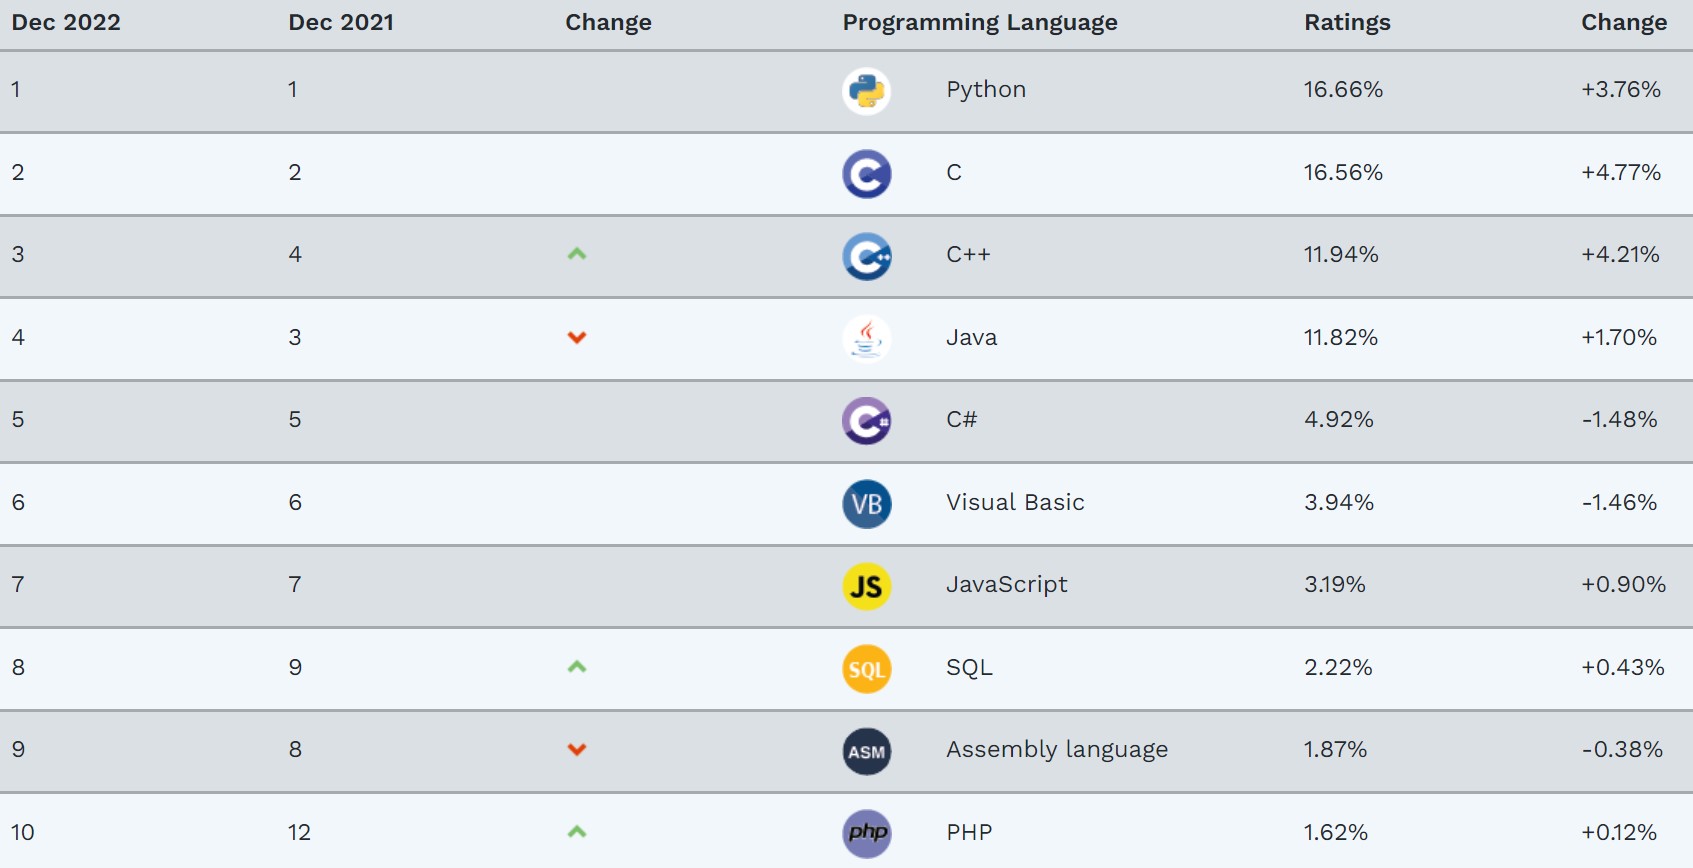 Dec 2022 Dec 2021 Change Programming Language Ratings Change
1 1 Python 16.66% +3.76%
2 2 C C 16.56% +4.77%
3 4 C++ C++ 11.94% +4.21%
4 3 Java 11.82% +1.70%
5 5 C# C# 4.92% -1.48%
6 6 VB Visual Basic 3.94% -1.46%
7 7 JS JavaScript 3.19% +0.90%
8 9 SQL SQL 2.22% +0.43%
9 8 ASM Assembly language 1.87% -0.38%
10 12 php PHP 1.62% +0.12%